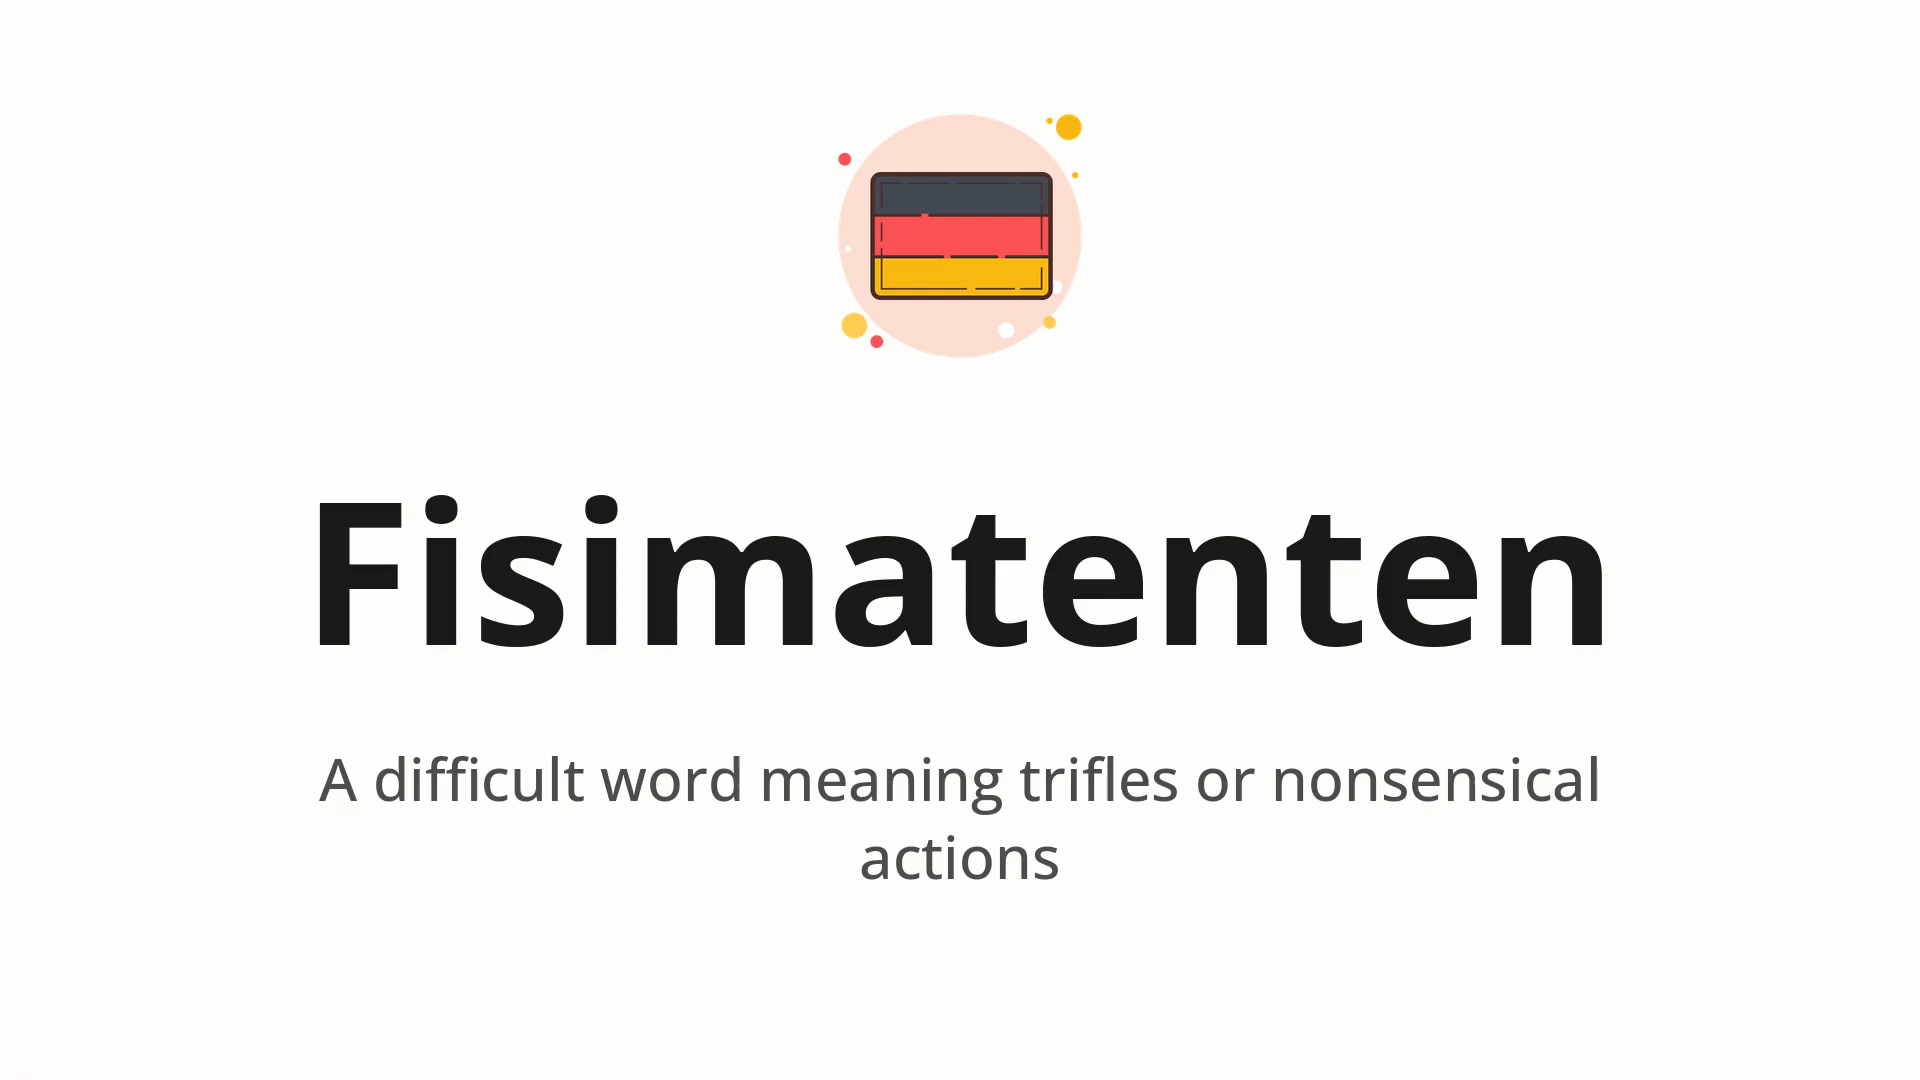 Fisimatenten
A difficult word meaning trifles or nonsensical
actions